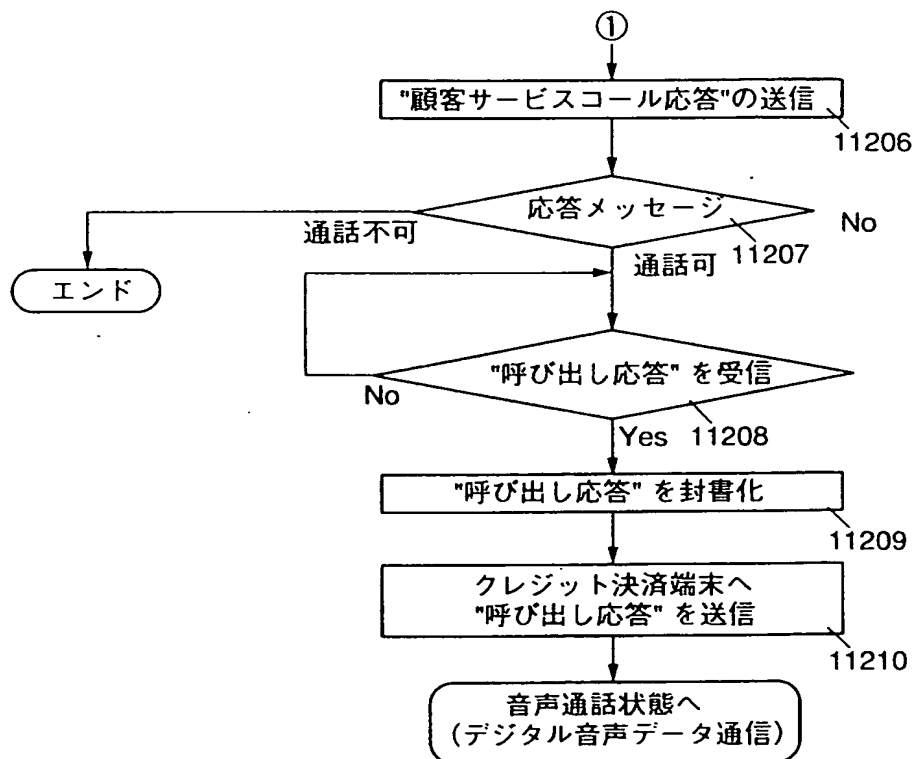 ①
"顧客サービスコール応答"の送信
11206
応答メッセージ
No
通話不可
11207
通話可
エンド
"呼び出し応答" を受信
No
Yes
11208
"呼び出し応答" を封書化
11209
クレジット決済端末へ
"呼び出し応答" を送信
11210
音声通話状態へ
(デジタル音声データ通信)